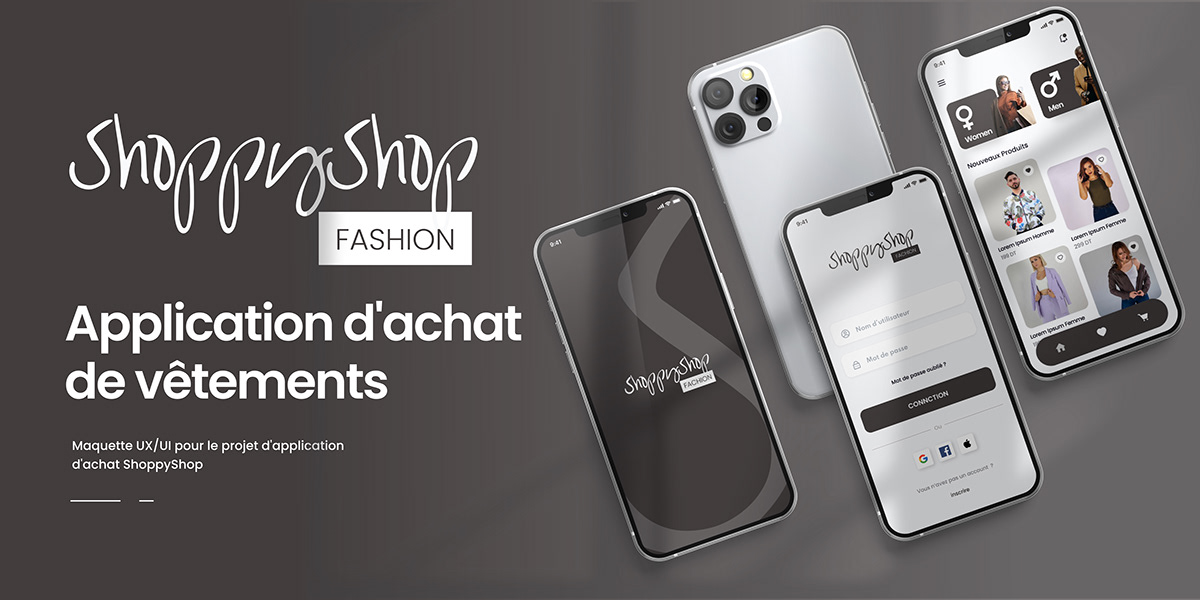 ShoppyShop
FASHION
Application d'achat
de vêtements
Maquette UX/UI pour le projet d'application
d'achat ShoppyShop
9:41
ShoppyShop
FACHION
9:41
ShoppyShop
FACHION
Nom d'utilisateur
Mot de passe
Mot de passe oublié ?
CONNCTION
Ou
G
f
Vous n'avez pas un account ?
Inscrire
9:41
Women
Men
Nouveaux Produits
Lorem Ipsum Homme
199 DT
Lorem Ipsum Femme
299 DT
Lorem Ipsum Femme